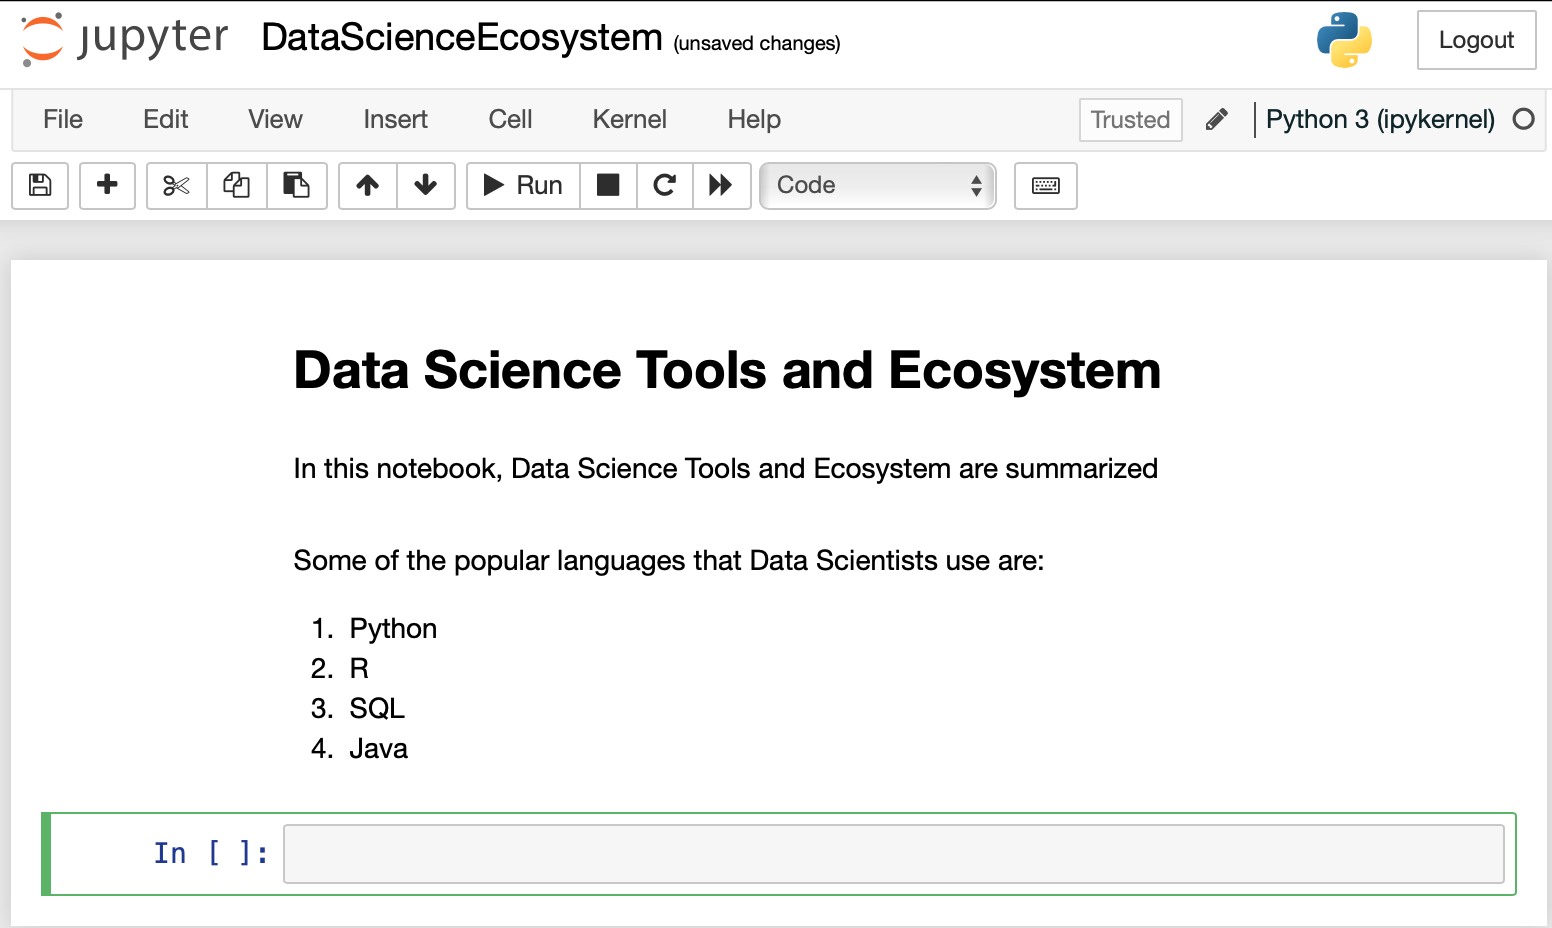 jupyter DataScienceEcosystem (unsaved changes) Logout
File Edit View Insert Cell Kernel Help Trusted Python 3 (ipykernel)
Run Code
Data Science Tools and Ecosystem
In this notebook, Data Science Tools and Ecosystem are summarized
Some of the popular languages that Data Scientists use are:
1. Python
2. R
3. SQL
4. Java
In [ ]: